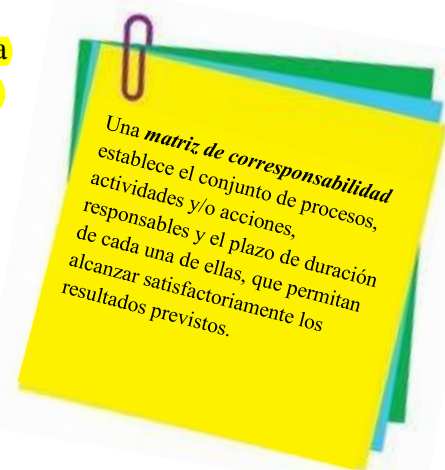 a
Una matriz de corresponsabilidad
establece el conjunto de procesos,
actividades y/o acciones,
responsables y el plazo de duración
de cada una de ellas, que permitan
alcanzar satisfactoriamente los
resultados previstos.